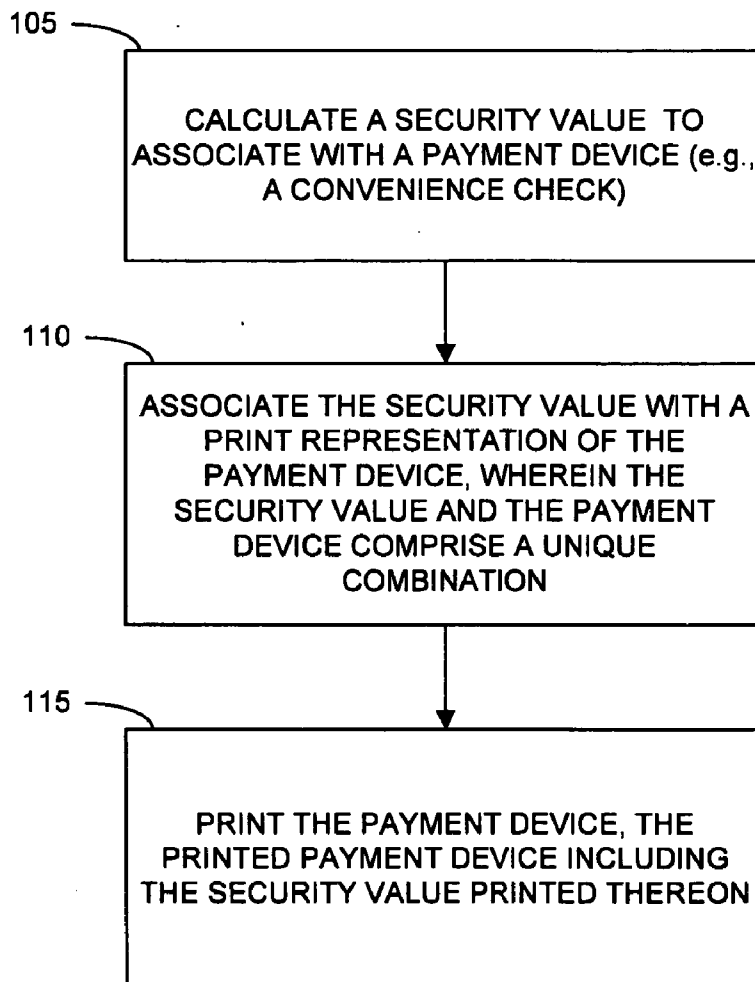 105
CALCULATE A SECURITY VALUE TO
ASSOCIATE WITH A PAYMENT DEVICE (e.g.,
A CONVENIENCE CHECK)
110
ASSOCIATE THE SECURITY VALUE WITH A
PRINT REPRESENTATION OF THE
PAYMENT DEVICE, WHEREIN THE
SECURITY VALUE AND THE PAYMENT
DEVICE COMPRISE A UNIQUE
COMBINATION
115
PRINT THE PAYMENT DEVICE, THE
PRINTED PAYMENT DEVICE INCLUDING
THE SECURITY VALUE PRINTED THEREON